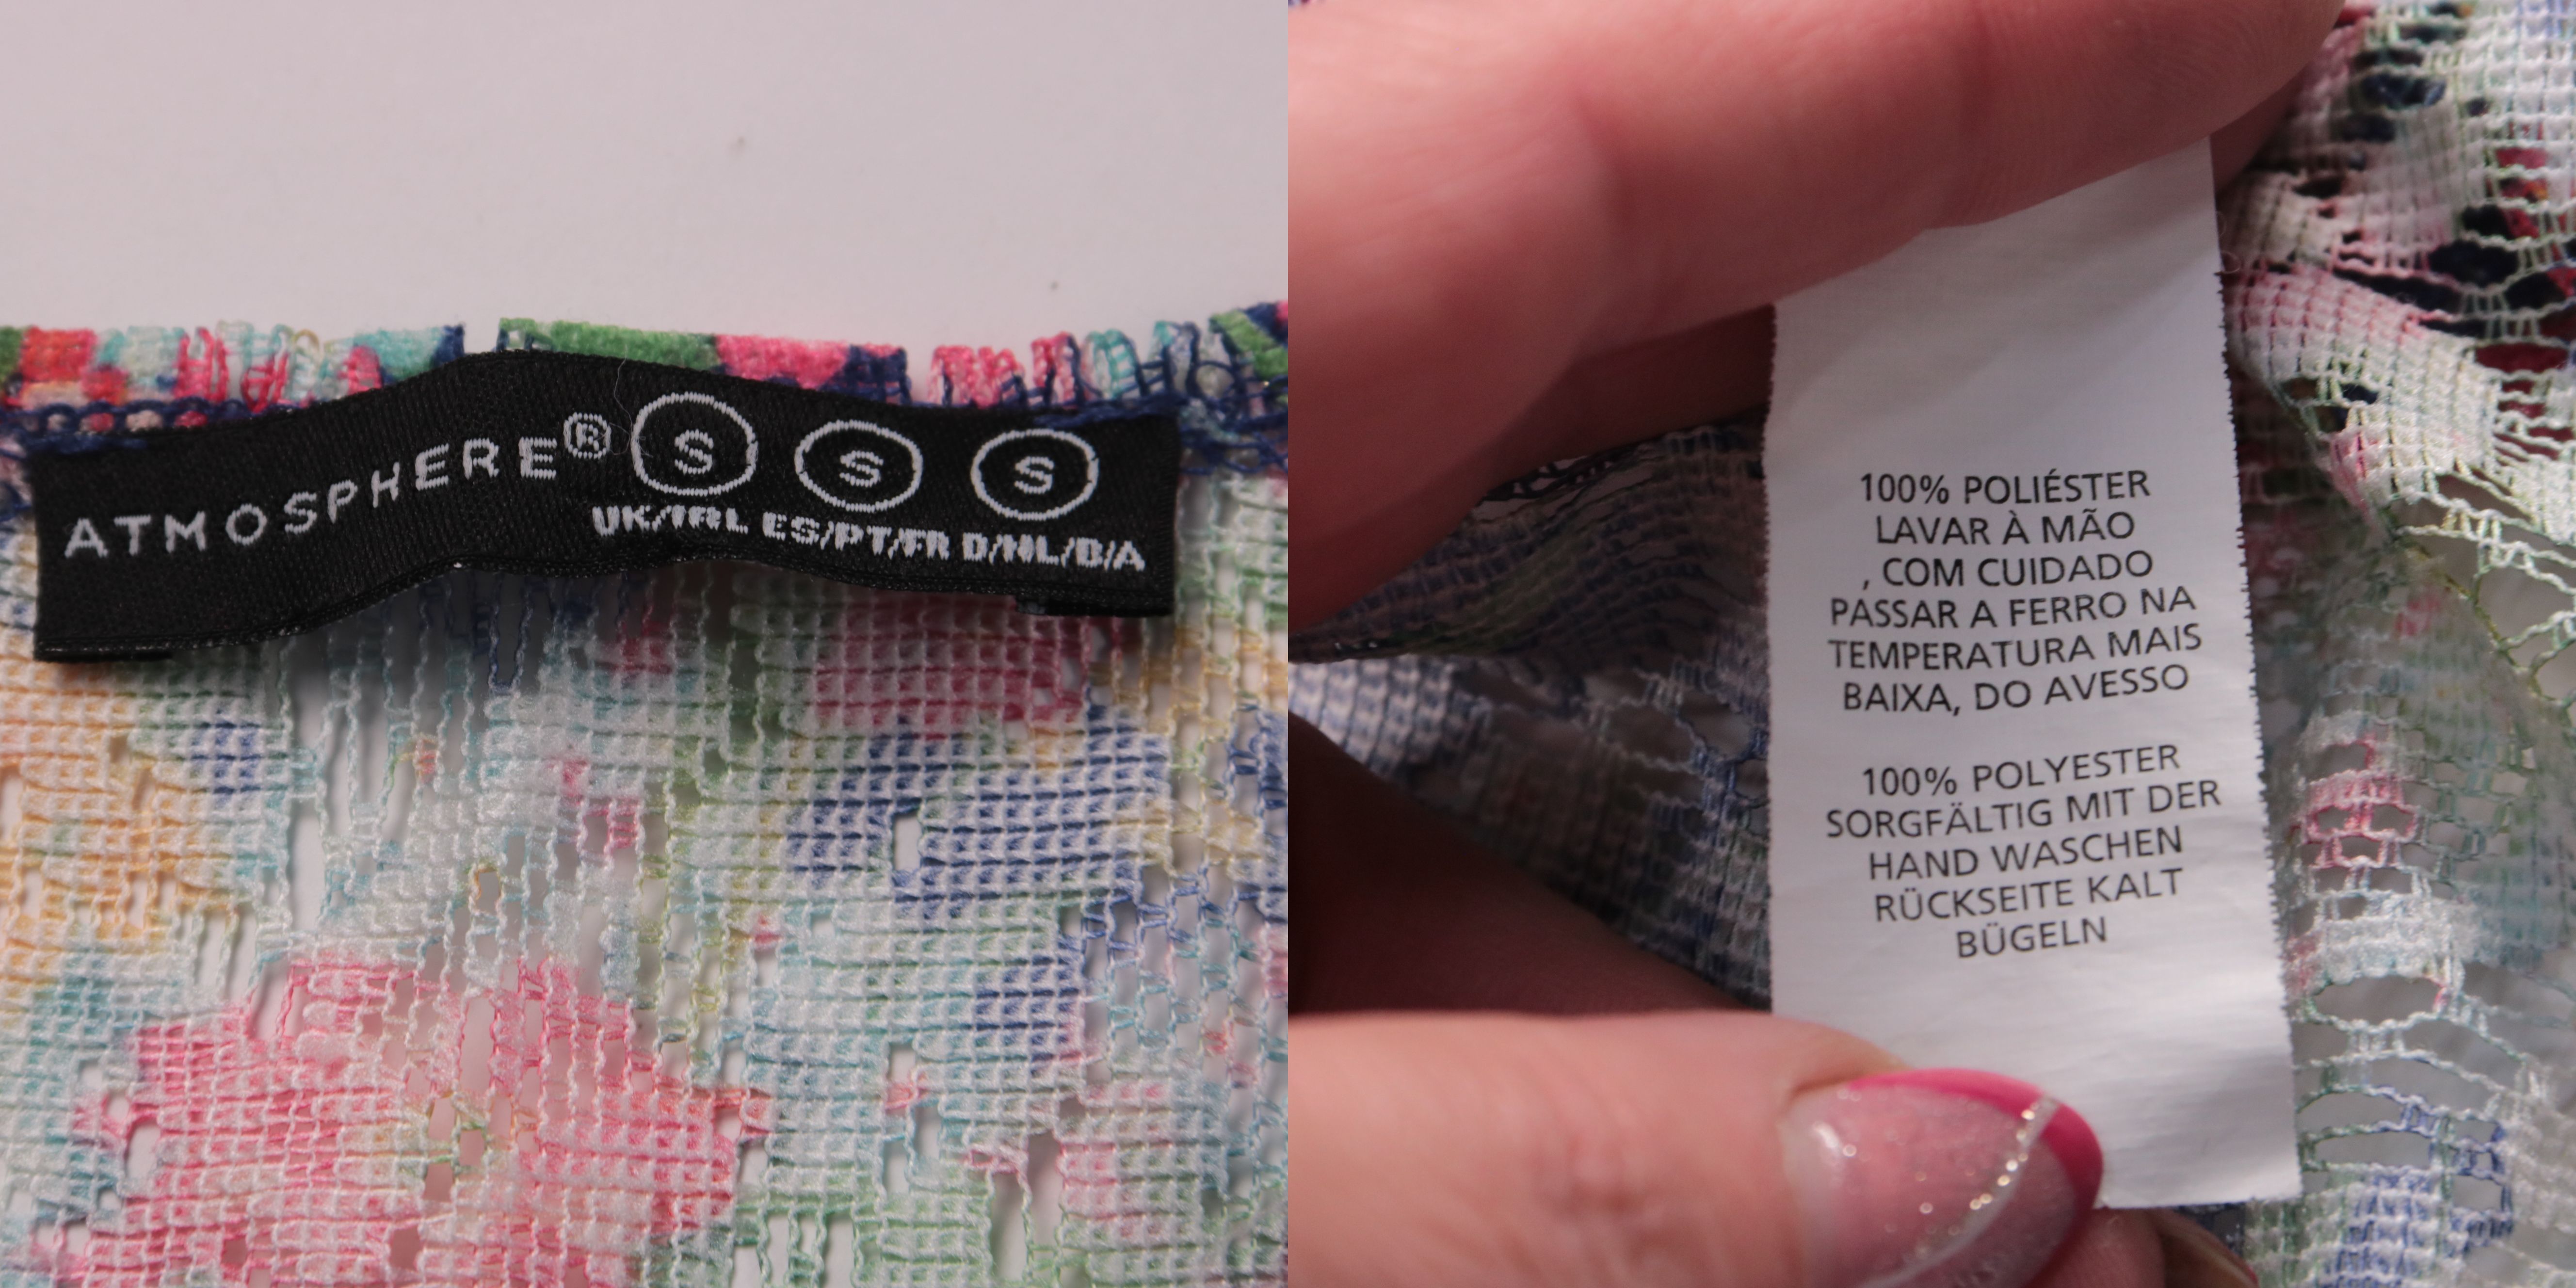 ATMOSPHERE® S S S
UK/IRL ES/PT/FR D/NL/B/A
100% POLIÉSTER
LAVAR À MÃO
, COM CUIDADO
PASSAR A FERRO NA
TEMPERATURA MAIS
BAIXA, DO AVESSO
100% POLYESTER
SORGFÄLTIG MIT DER
HAND WASCHEN
RÜCKSEITE KALT
BÜGELN